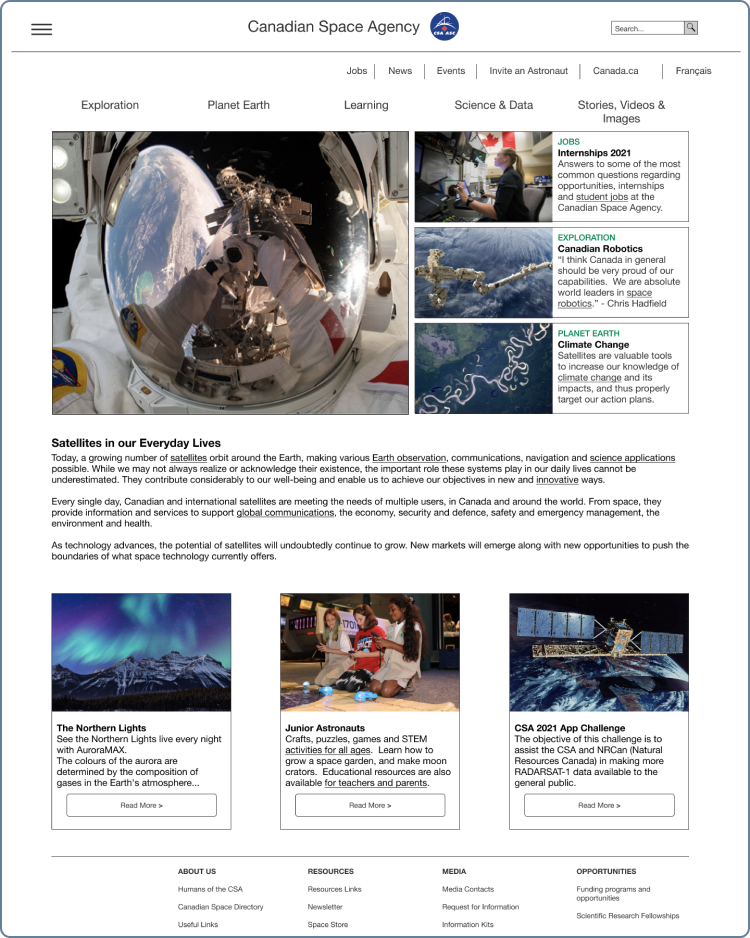 Canadian Space Agency
CSA ASC
Search...
Jobs
News
Events
Invite an Astronaut
Canada.ca
Français
Exploration
Planet Earth
Learning
Science & Data
Stories, Videos &
Images
JOBS
Internships 2021
Answers to some of the most
common questions regarding
opportunities, internships
and student jobs at the
Canadian Space Agency.
EXPLORATION
Canadian Robotics
“I think Canada in general
should be very proud of our
capabilities.  We are absolute
world leaders in space
robotics.” - Chris Hadfield
PLANET EARTH
Climate Change
Satellites are valuable tools
to increase our knowledge of
climate change and its
impacts, and thus properly
target our action plans.
Satellites in our Everyday Lives
Today, a growing number of satellites orbit around the Earth, making various Earth observation, communications, navigation and science applications
possible. While we may not always realize or acknowledge their existence, the important role these systems play in our daily lives cannot be
underestimated. They contribute considerably to our well-being and enable us to achieve our objectives in new and innovative ways.
Every single day, Canadian and international satellites are meeting the needs of multiple users, in Canada and around the world. From space, they
provide information and services to support global communications, the economy, security and defence, safety and emergency management, the
environment and health.
As technology advances, the potential of satellites will undoubtedly continue to grow. New markets will emerge along with new opportunities to push the
boundaries of what space technology currently offers.
1701
The Northern Lights
See the Northern Lights live every night
with AuroraMAX.
The colours of the aurora are
determined by the composition of
gases in the Earth's atmosphere...
Read More >
Junior Astronauts
Crafts, puzzles, games and STEM
activities for all ages.  Learn how to
grow a space garden, and make moon
crators.  Educational resources are also
available for teachers and parents.
Read More >
CSA 2021 App Challenge
The objective of this challenge is to
assist the CSA and NRCan (Natural
Resources Canada) in making more
RADARSAT-1 data available to the
general public.
Read More >
ABOUT US
Humans of the CSA
Canadian Space Directory
Useful Links
RESOURCES
Resources Links
Newsletter
Space Store
MEDIA
Media Contacts
Request for Information
Information Kits
OPPORTUNITIES
Funding programs and
opportunities
Scientific Research Fellowships